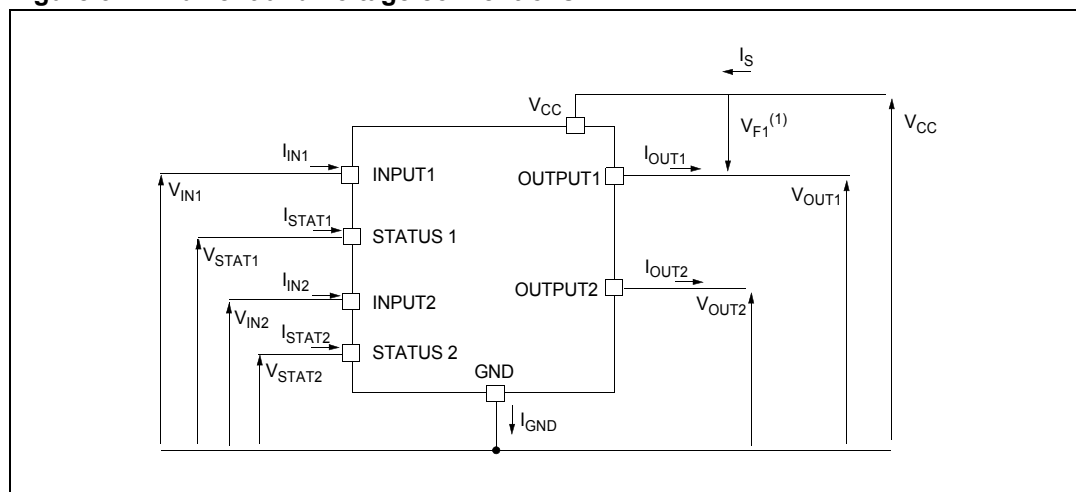 I_S
V_CC
V_F1^(1)
V_CC
I_IN1
INPUT1
I_OUT1
OUTPUT1
V_IN1
V_OUT1
I_STAT1
STATUS 1
V_STAT1
I_IN2
INPUT2
I_OUT2
OUTPUT2
V_IN2
V_OUT2
I_STAT2
STATUS 2
V_STAT2
GND
I_GND